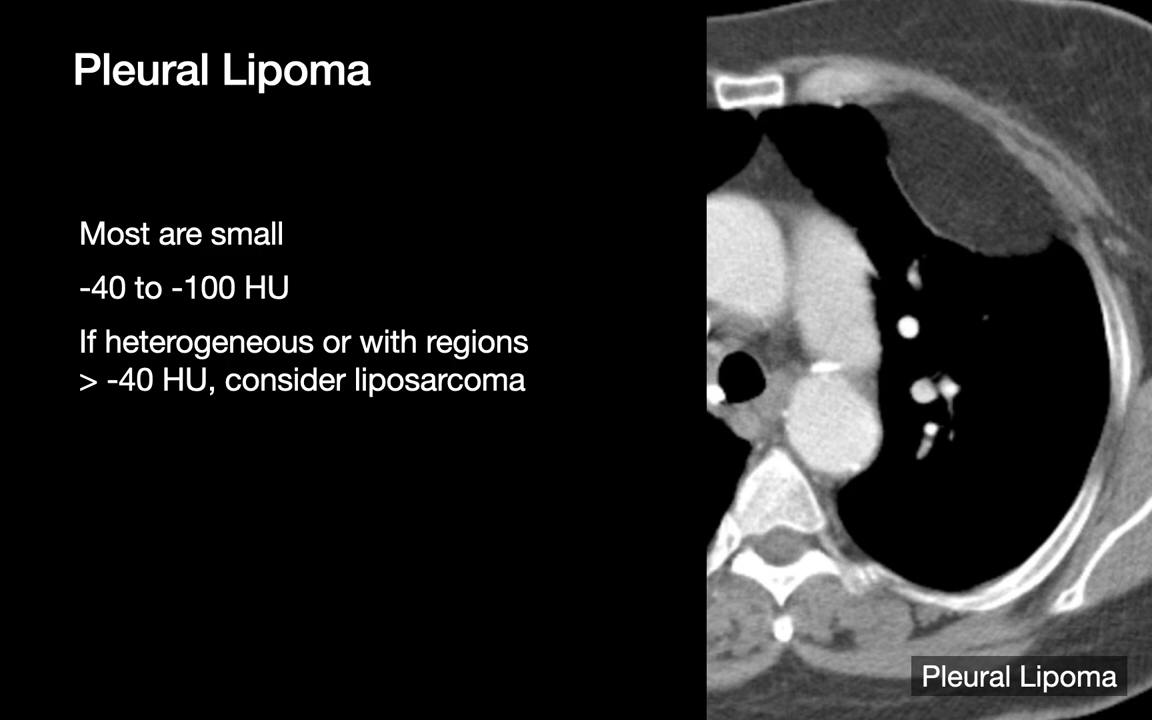 Pleural Lipoma
Most are small
-40 to -100 HU
If heterogeneous or with regions
> -40 HU, consider liposarcoma
Pleural Lipoma